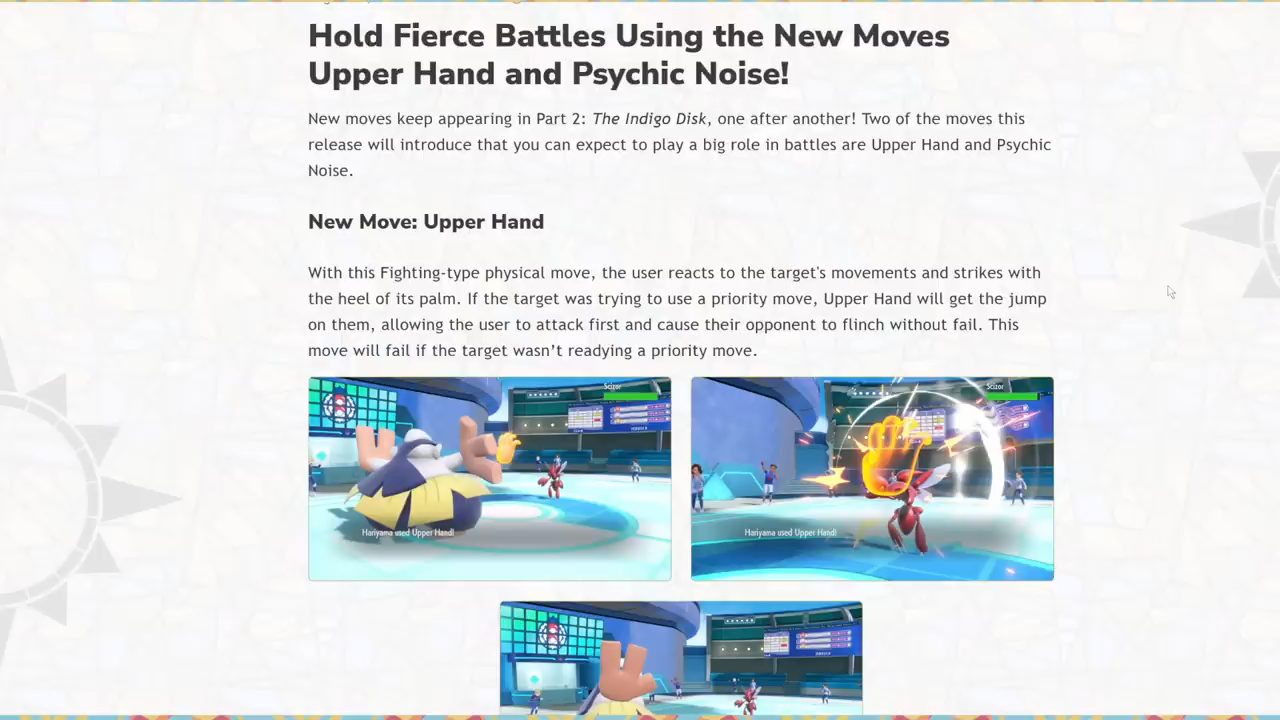 Hold Fierce Battles Using the New Moves
Upper Hand and Psychic Noise!
New moves keep appearing in Part 2: The Indigo Disk, one after another! Two of the moves this
release will introduce that you can expect to play a big role in battles are Upper Hand and Psychic
Noise.
New Move: Upper Hand
With this Fighting-type physical move, the user reacts to the target's movements and strikes with
the heel of its palm. If the target was trying to use a priority move, Upper Hand will get the jump
on them, allowing the user to attack first and cause their opponent to flinch without fail. This
move will fail if the target wasn’t readying a priority move.
Scizor
Hariyama used Upper Hand!
Scizor
Hariyama used Upper Hand!